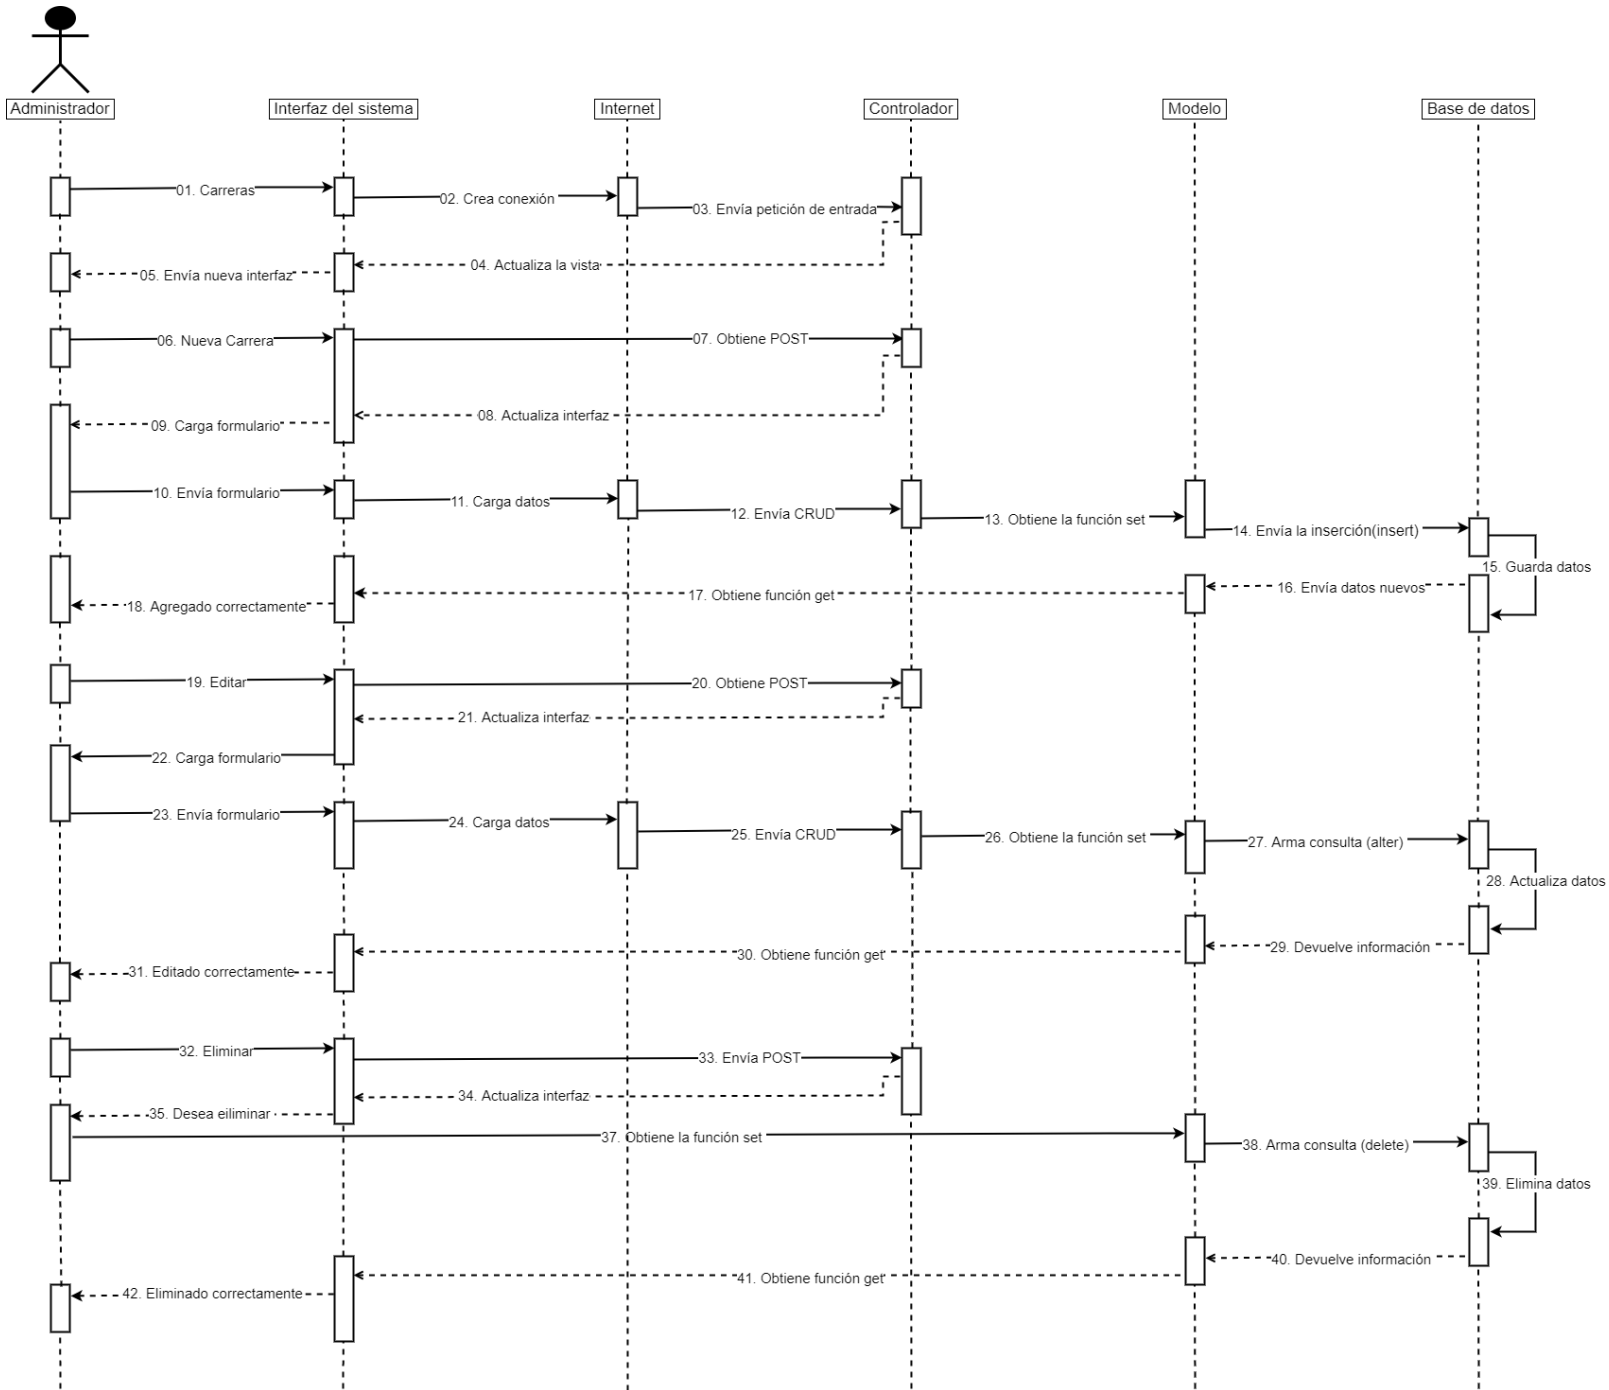 Administrador
Interfaz del sistema
Internet
Controlador
Modelo
Base de datos
01. Carreras
02. Crea conexión
03. Envía petición de entrada
04. Actualiza la vista
05. Envía nueva interfaz
06. Nueva Carrera
07. Obtiene POST
08. Actualiza interfaz
09. Carga formulario
10. Envía formulario
11. Carga datos
12. Envía CRUD
13. Obtiene la función set
14. Envía la inserción(insert)
15. Guarda datos
16. Envía datos nuevos
17. Obtiene función get
18. Agregado correctamente
19. Editar
20. Obtiene POST
21. Actualiza interfaz
22. Carga formulario
23. Envía formulario
24. Carga datos
25. Envía CRUD
26. Obtiene la función set
27. Arma consulta (alter)
28. Actualiza datos
29. Devuelve información
30. Obtiene función get
31. Editado correctamente
32. Eliminar
33. Envía POST
34. Actualiza interfaz
35. Desea eiliminar
37. Obtiene la función set
38. Arma consulta (delete)
39. Elimina datos
40. Devuelve información
41. Obtiene función get
42. Eliminado correctamente